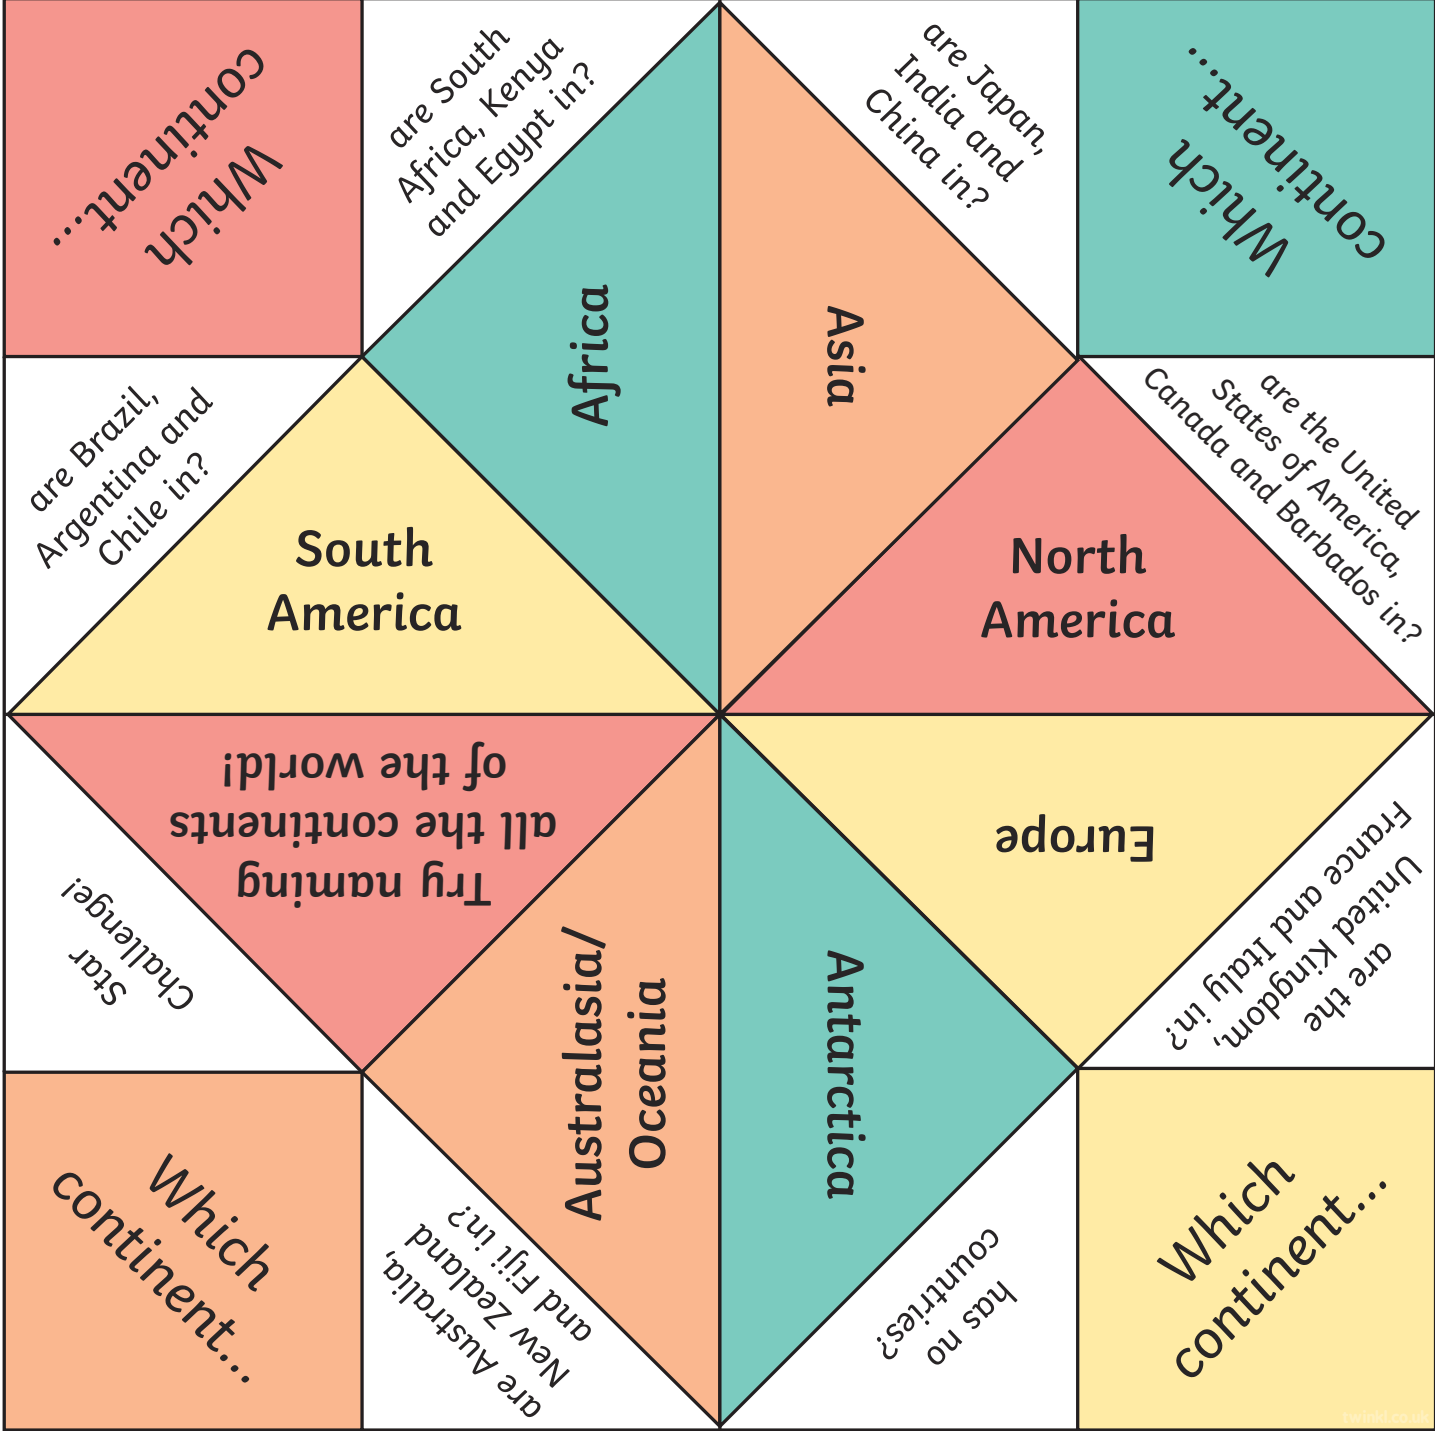 Which
continent...
are South
Africa, Kenya
and Egypt in?
are Japan,
India and
China in?
Which
continent...
are Brazil,
Argentina and
Chile in?
Africa
Asia
are the United
States of America,
Canada and Barbados in?
South
America
North
America
Try naming
all the continents
of the world!
Europe
Star
Challenge!
Australasia/
Oceania
Antarctica
are the
United Kingdom,
France and Italy in?
Which
continent...
are Australia,
New Zealand
and Fiji in?
has no
countries?
Which
continent...
twinkl.co.uk